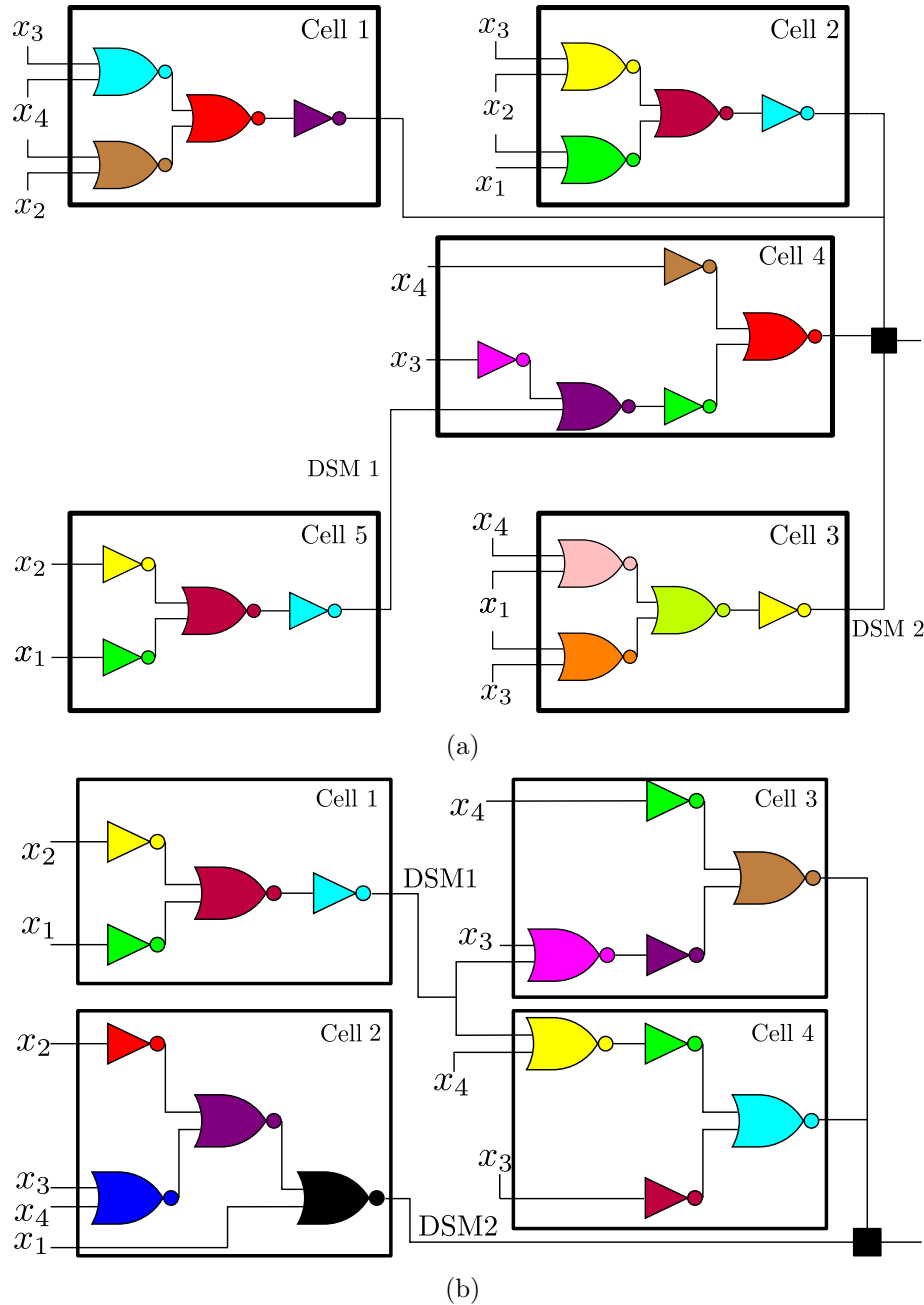 x3
Cell 1
x4
x2
x3
Cell 2
x2
x1
x4
Cell 4
x3
DSM 1
x2
Cell 5
x1
x4
Cell 3
x1
x3
DSM 2
(a)
Cell 1
x2
x1
DSM1
x4
Cell 3
x3
x2
Cell 2
x3
x4
x1
DSM2
Cell 4
x4
x3
(b)